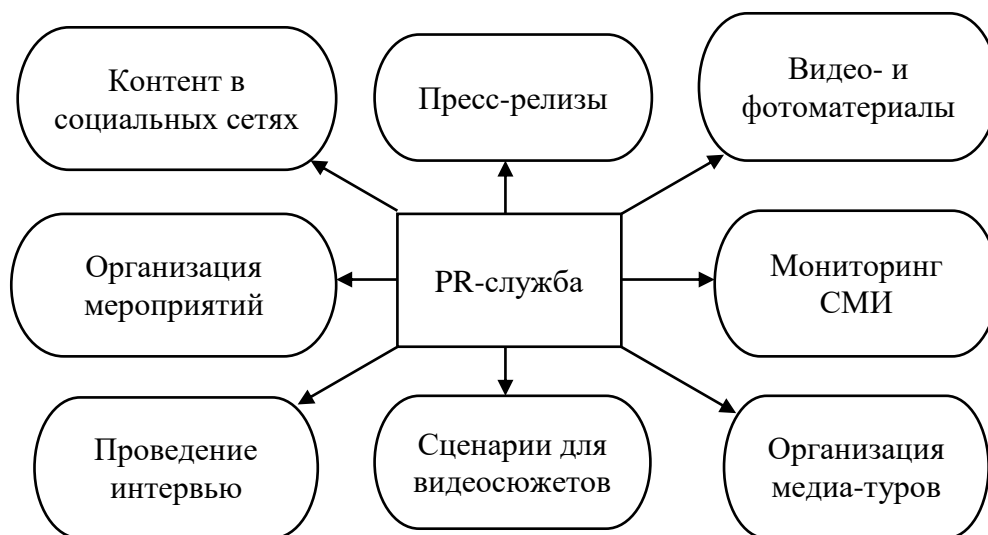 Контент в
социальных сетях
Пресс-релизы
Видео- и
фотоматериалы
Организация
мероприятий
PR-служба
Мониторинг
СМИ
Проведение
интервью
Сценарии для
видеосюжетов
Организация
медиа-туров